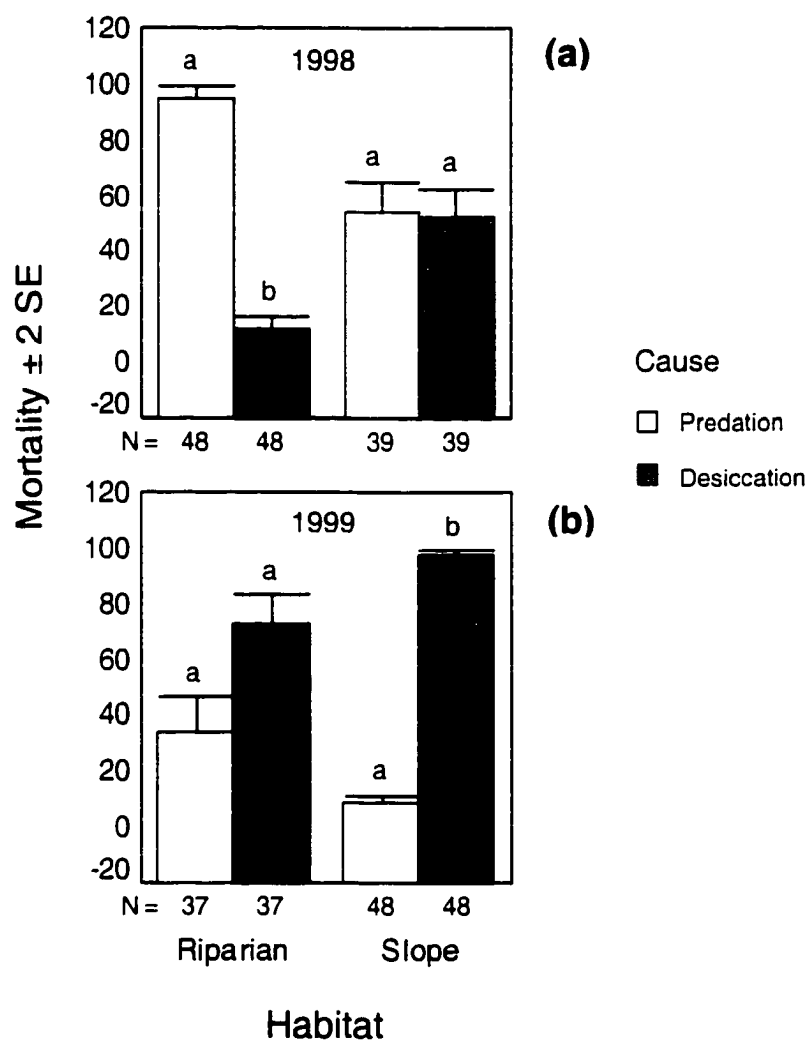 120
(a)
1998
a
100
80
a
a
60
40
b
20
0
-20
N = 48 48 39 39
Mortality ± 2 SE
Cause
Predation
Desiccation
120
(b)
1999
b
100
a
80
60
a
40
20
a
0
-20
N = 37 37 48 48
Riparian Slope
Habitat